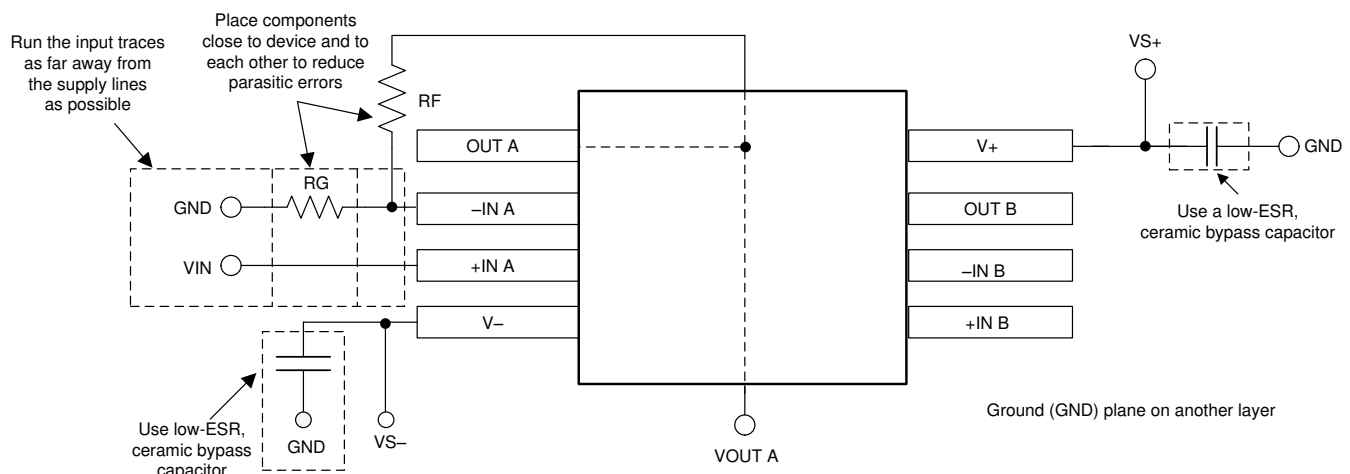 Place components
close to device and to
each other to reduce
parasitic errors
Run the input traces
as far away from
the supply lines
as possible
VS+
RF
OUT A
V+
GND
RG
GND
–IN A
OUT B
Use a low-ESR,
ceramic bypass capacitor
VIN
+IN A
–IN B
V–
+IN B
Use low-ESR,
ceramic bypass
capacitor
GND
VS–
VOUT A
Ground (GND) plane on another layer